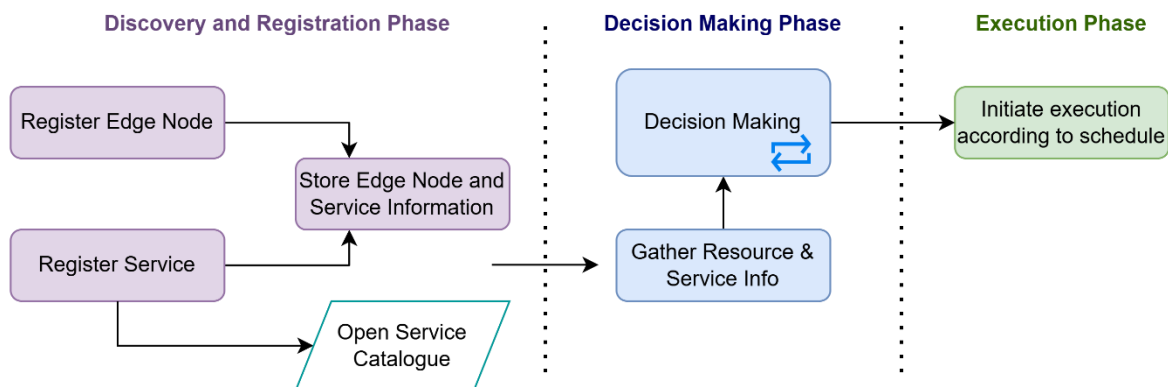 Discovery and Registration Phase
Decision Making Phase
Execution Phase
Register Edge Node
Store Edge Node and
Service Information
Register Service
Open Service
Catalogue
Decision Making
Gather Resource &
Service Info
Initiate execution
according to schedule